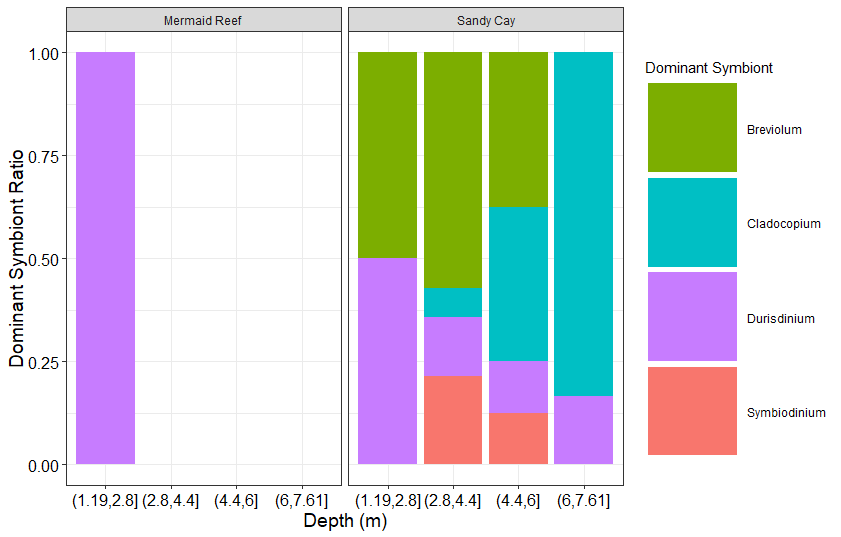 Mermaid Reef
Sandy Cay
Dominant Symbiont Ratio
1.00
0.75
0.50
0.25
0.00
(1.19,2.8] (2.8,4.4] (4.4,6] (6,7.61]
(1.19,2.8] (2.8,4.4] (4.4,6] (6,7.61]
Depth (m)
Dominant Symbiont
Breviolum
Cladocopium
Durisdinium
Symbiodinium